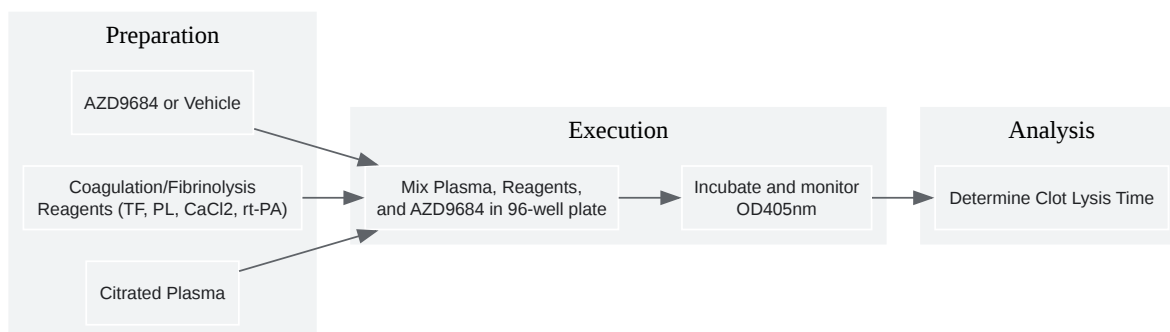 Preparation
AZD9684 or Vehicle
Coagulation/Fibrinolysis
Reagents (TF, PL, CaCl2, rt-PA)
Citrated Plasma
Execution
Mix Plasma, Reagents,
and AZD9684 in 96-well plate
Incubate and monitor
OD405nm
Analysis
Determine Clot Lysis Time